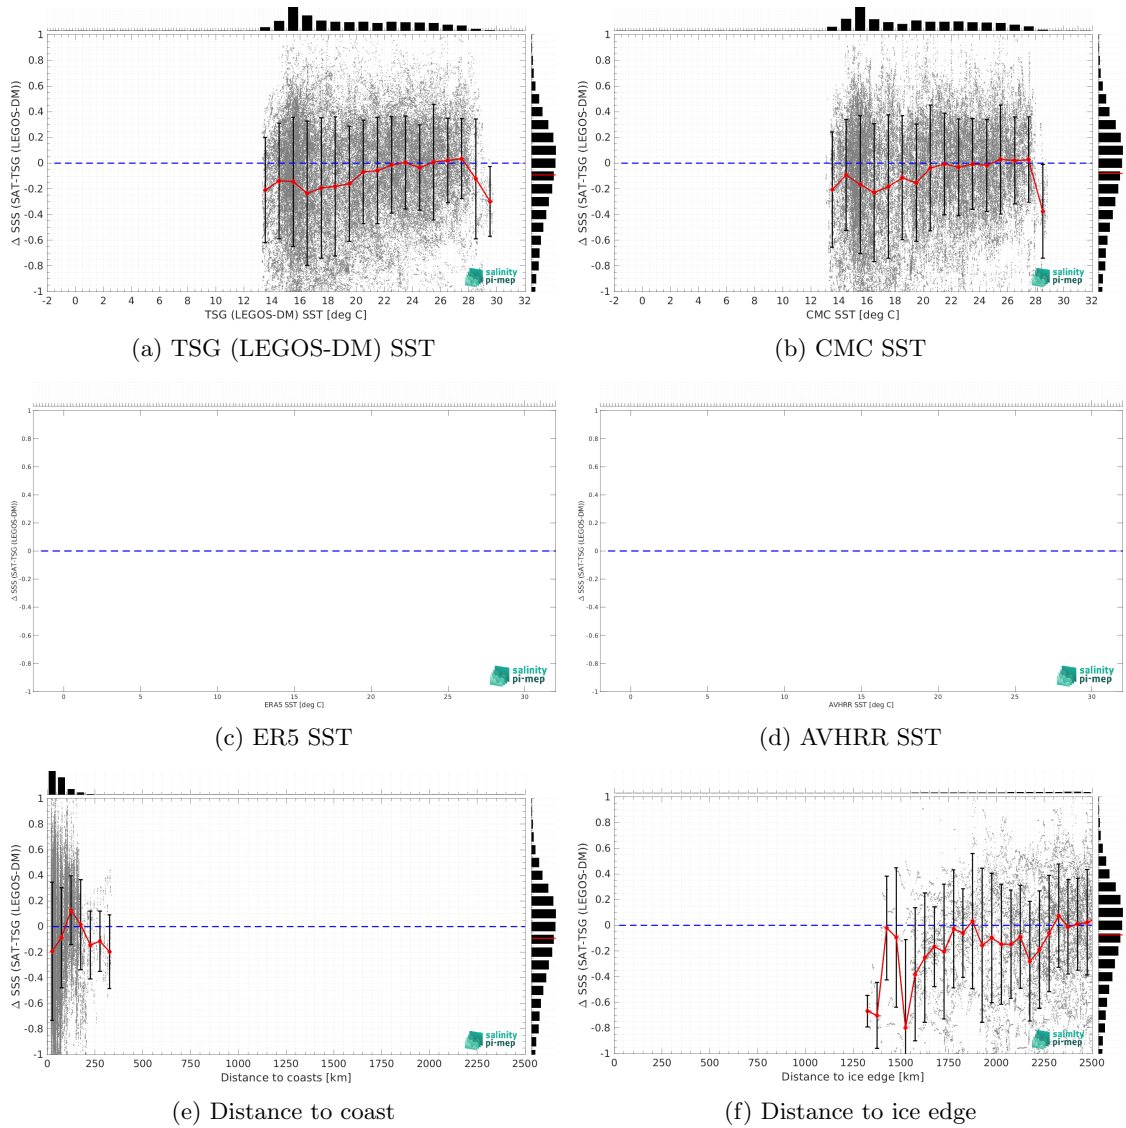 1
0.8
0.6
0.4
0.2
0
-0.2
-0.4
-0.6
-0.8
-1
Δ SSS (SAT-TSG (LEGOS-DM))
salinity
pi-mep
-2 0 2 4 6 8 10 12 14 16 18 20 22 24 26 28 30 32
TSG (LEGOS-DM) SST [deg C]
(a) TSG (LEGOS-DM) SST
1
0.8
0.6
0.4
0.2
0
-0.2
-0.4
-0.6
-0.8
-1
Δ SSS (SAT-TSG (LEGOS-DM))
salinity
pi-mep
-2 0 2 4 6 8 10 12 14 16 18 20 22 24 26 28 30 32
CMC SST [deg C]
(b) CMC SST
1
0.8
0.6
0.4
0.2
0
-0.2
-0.4
-0.6
-0.8
-1
Δ SSS (SAT-TSG (LEGOS-DM))
salinity
pi-mep
0 5 10 15 20 25 30
ERA5 SST [deg C]
(c) ER5 SST
1
0.8
0.6
0.4
0.2
0
-0.2
-0.4
-0.6
-0.8
-1
Δ SSS (SAT-TSG (LEGOS-DM))
salinity
pi-mep
0 5 10 15 20 25 30
AVHRR SST [deg C]
(d) AVHRR SST
1
0.8
0.6
0.4
0.2
0
-0.2
-0.4
-0.6
-0.8
-1
Δ SSS (SAT-TSG (LEGOS-DM))
salinity
pi-mep
0 250 500 750 1000 1250 1500 1750 2000 2250 2500
Distance to coasts [km]
(e) Distance to coast
1
0.8
0.6
0.4
0.2
0
-0.2
-0.4
-0.6
-0.8
-1
Δ SSS (SAT-TSG (LEGOS-DM))
salinity
pi-mep
0 250 500 750 1000 1250 1500 1750 2000 2250 2500
Distance to ice edge [km]
(f) Distance to ice edge